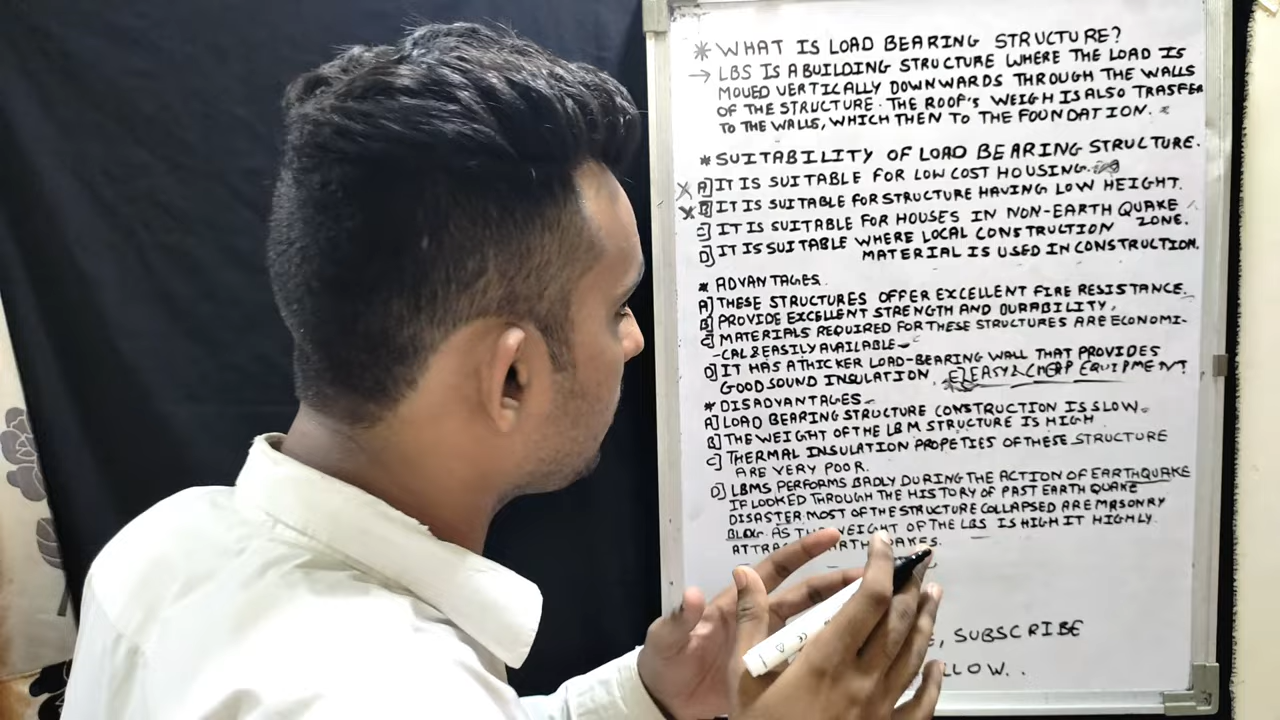 * WHAT IS LOAD BEARING STRUCTURE?
→ LBS IS A BUILDING STRUCTURE WHERE THE LOAD IS
MOVED VERTICALLY DOWNWARDS THROUGH THE WALLS
OF THE STRUCTURE. THE ROOF'S WEIGH IS ALSO TRASFER
TO THE WALLS, WHICH THEN TO THE FOUNDATION.
* SUITABILITY OF LOAD BEARING STRUCTURE.
A] IT IS SUITABLE FOR LOW COST HOUSING.
B] IT IS SUITABLE FOR STRUCTURE HAVING LOW HEIGHT.
C] IT IS SUITABLE FOR HOUSES IN NON-EARTH QUAKE
ZONE.
D] IT IS SUITABLE WHERE LOCAL CONSTRUCTION
MATERIAL IS USED IN CONSTRUCTION.
* ADVANTAGES.
A] THESE STRUCTURES OFFER EXCELLENT FIRE RESISTANCE.
B] PROVIDE EXCELLENT STRENGTH AND DURABILITY.
C] MATERIALS REQUIRED FOR THESE STRUCTURES ARE ECONOMI-
-CAL & EASILY AVAILABLE
D] IT HAS A THICKER LOAD-BEARING WALL THAT PROVIDES
GOOD SOUND INSULATION. E] EASY & CHEAP EQUIPMENT
* DISADVANTAGES
A] LOAD BEARING STRUCTURE CONSTRUCTION IS SLOW.
B] THE WEIGHT OF THE LBM STRUCTURE IS HIGH
C] THERMAL INSULATION PROPETIES OF THESE STRUCTURE
ARE VERY POOR.
D] LBMS PERFORMS BADLY DURING THE ACTION OF EARTHQUAKE
IF LOOKED THROUGH THE HISTORY OF PAST EARTH QUAKE
DISASTER MOST OF THE STRUCTURE COLLAPSED ARE MASONRY
BLDG. AS THE WEIGHT OF THE LBS IS HIGH IT HIGHLY
SUBSCRIBE